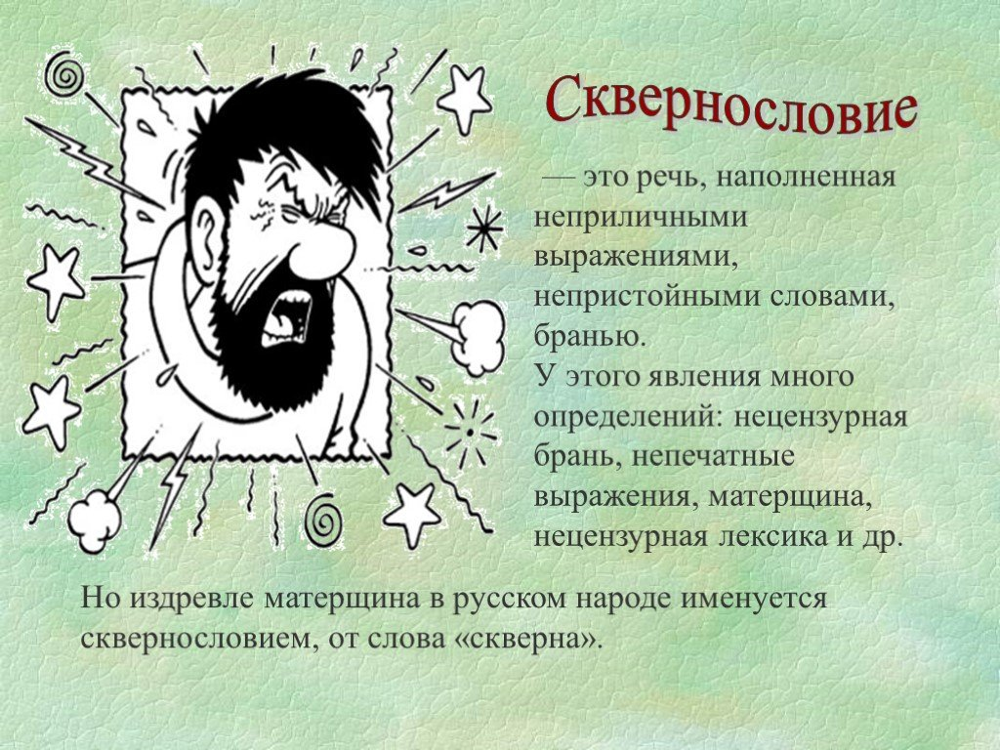 Сквернословие
— это речь, наполненная
неприличными
выражениями,
непристойными словами,
бранью.
У этого явления много
определений: нецензурная
брань, непечатные
выражения, матерщина,
нецензурная лексика и др.
Но издревле матерщина в русском народе именуется
сквернословием, от слова «скверна».